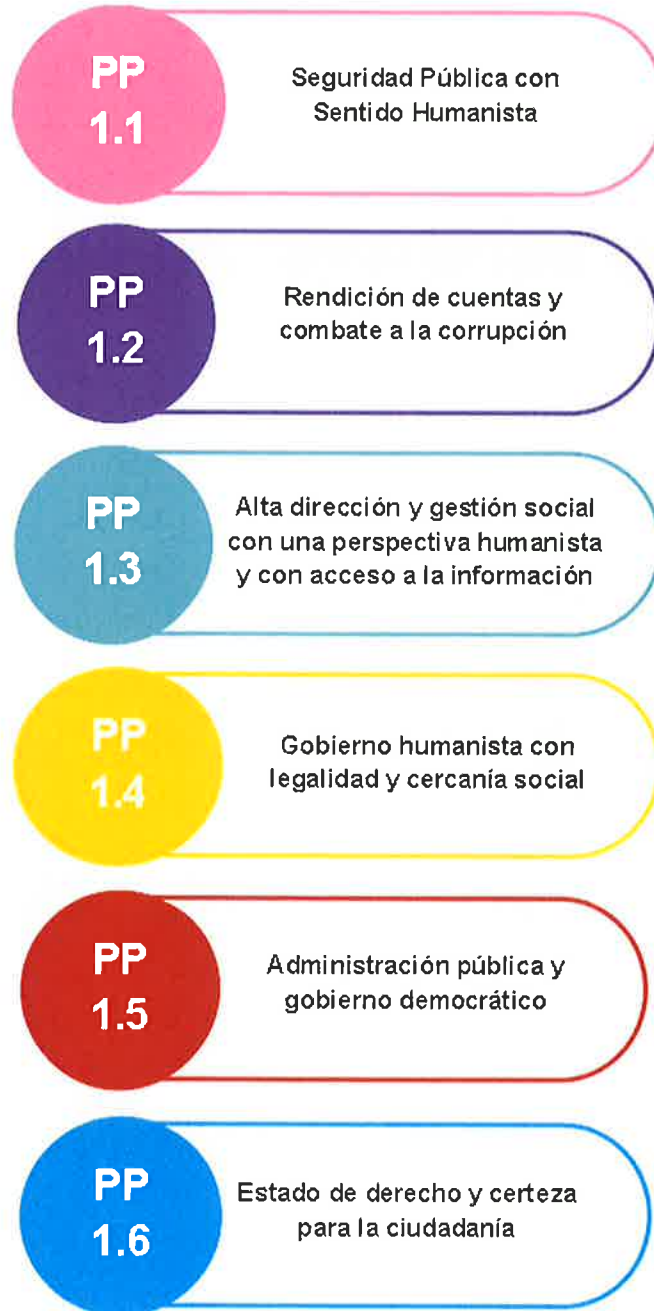 PP
1.1
Seguridad Pública con
Sentido Humanista
PP
1.2
Rendición de cuentas y
combate a la corrupción
PP
1.3
Alta dirección y gestión social
con una perspectiva humanista
y con acceso a la información
PP
1.4
Gobierno humanista con
legalidad y cercanía social
PP
1.5
Administración pública y
gobierno democrático
PP
1.6
Estado de derecho y certeza
para la ciudadanía